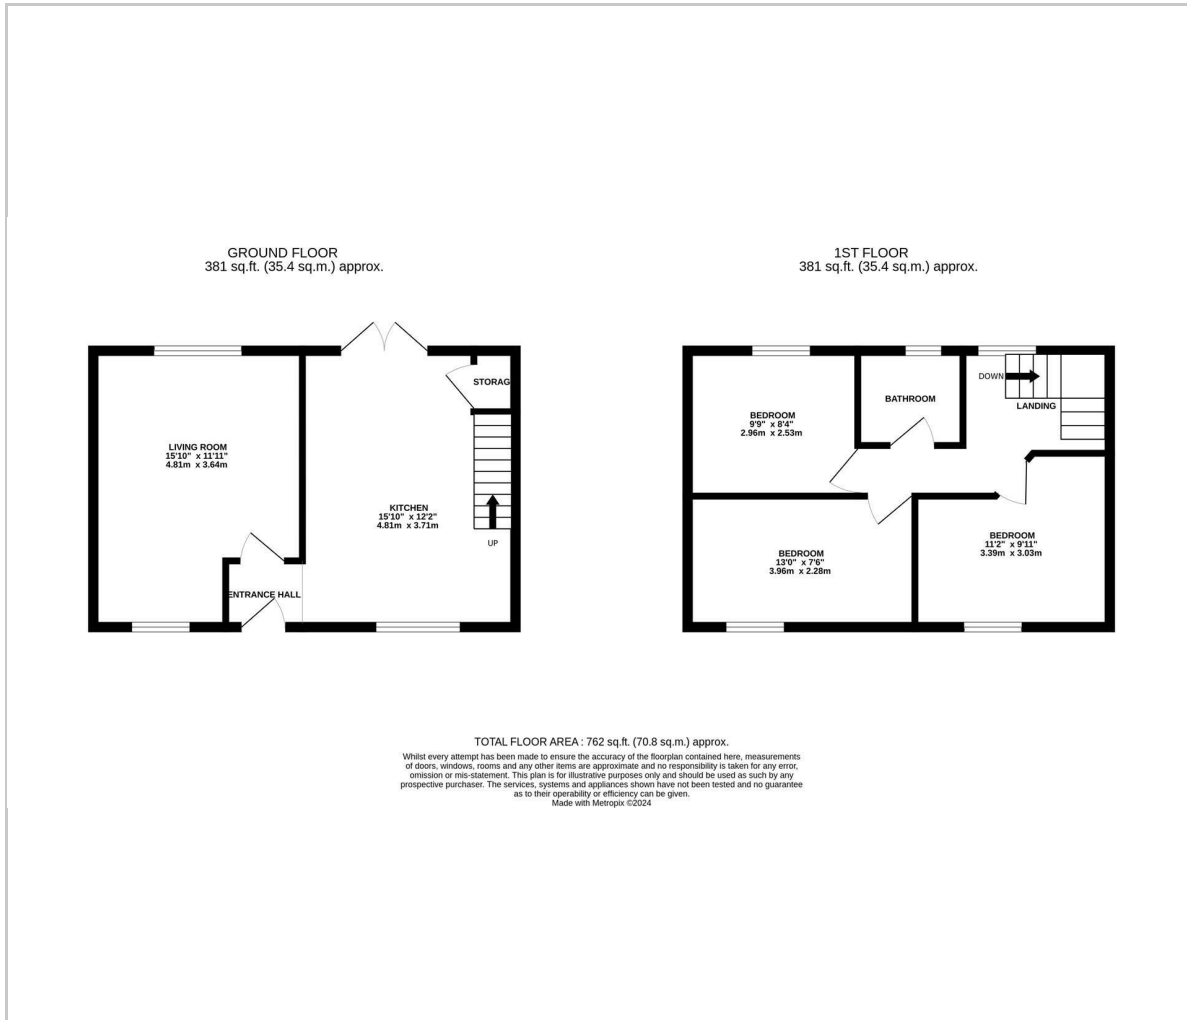 GROUND FLOOR
381 sq.ft. (35.4 sq.m.) approx.
STORAG
LIVING ROOM
15'10" x 11'11"
4.81m x 3.64m
KITCHEN
15'10" x 12'2"
4.81m x 3.71m
UP
ENTRANCE HALL
1ST FLOOR
381 sq.ft. (35.4 sq.m.) approx.
DOWN
LANDING
BATHROOM
BEDROOM
9'9" x 8'4"
2.96m x 2.53m
BEDROOM
11'2" x 9'11"
3.39m x 3.03m
BEDROOM
13'0" x 7'6"
3.96m x 2.28m
TOTAL FLOOR AREA : 762 sq.ft. (70.8 sq.m.) approx.
Whilst every attempt has been made to ensure the accuracy of the floorplan contained here, measurements
of doors, windows, rooms and any other items are approximate and no responsibility is taken for any error,
omission or mis-statement. This plan is for illustrative purposes only and should be used as such by any
prospective purchaser. The services, systems and appliances shown have not been tested and no guarantee
as to their operability or efficiency can be given.
Made with Metropix ©2024